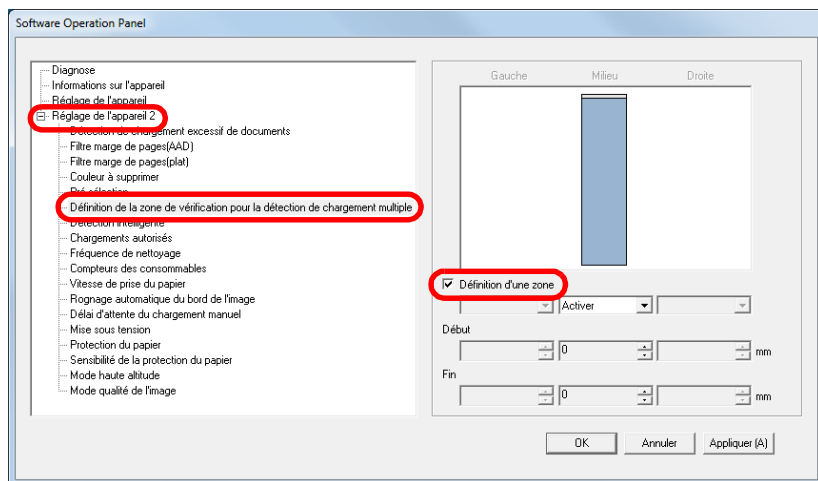 Software Operation Panel
Diagnose
Informations sur l'appareil
Réglage de l'appareil
Réglage de l'appareil 2
Détection de chargement excessif de documents
Filtre marge de pages(AAD)
Filtre marge de pages(plat)
Couleur à supprimer
Pré-sélection
Définition de la zone de vérification pour la détection de chargement multiple
Détection intelligente
Chargements autorisés
Fréquence de nettoyage
Compteurs des consommables
Vitesse de prise du papier
Rognage automatique du bord de l'image
Délai d'attente du chargement manuel
Mise sous tension
Protection du papier
Sensibilité de la protection du papier
Mode haute altitude
Mode qualité de l'image
Gauche Milieu Droite
Définition d'une zone
Activer
Début
0 mm
Fin
0 mm
OK Annuler Appliquer (A)